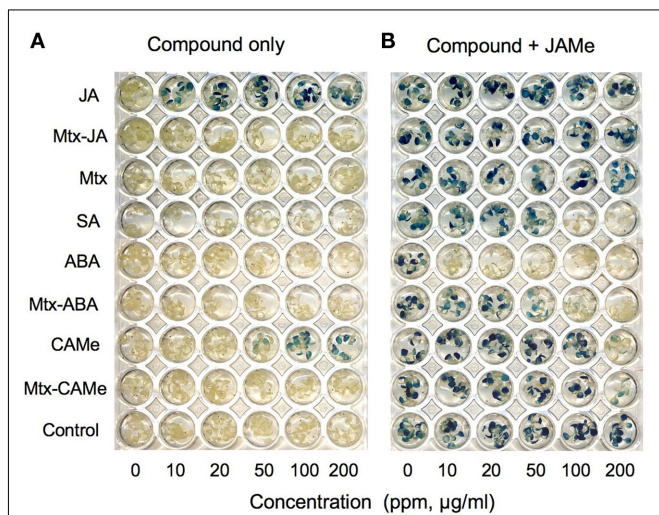 A Compound only
B Compound + JAMe
JA
Mtx-JA
Mtx
SA
ABA
Mtx-ABA
CAMe
Mtx-CAMe
Control
0 10 20 50 100 200
0 10 20 50 100 200
Concentration (ppm, µg/ml)